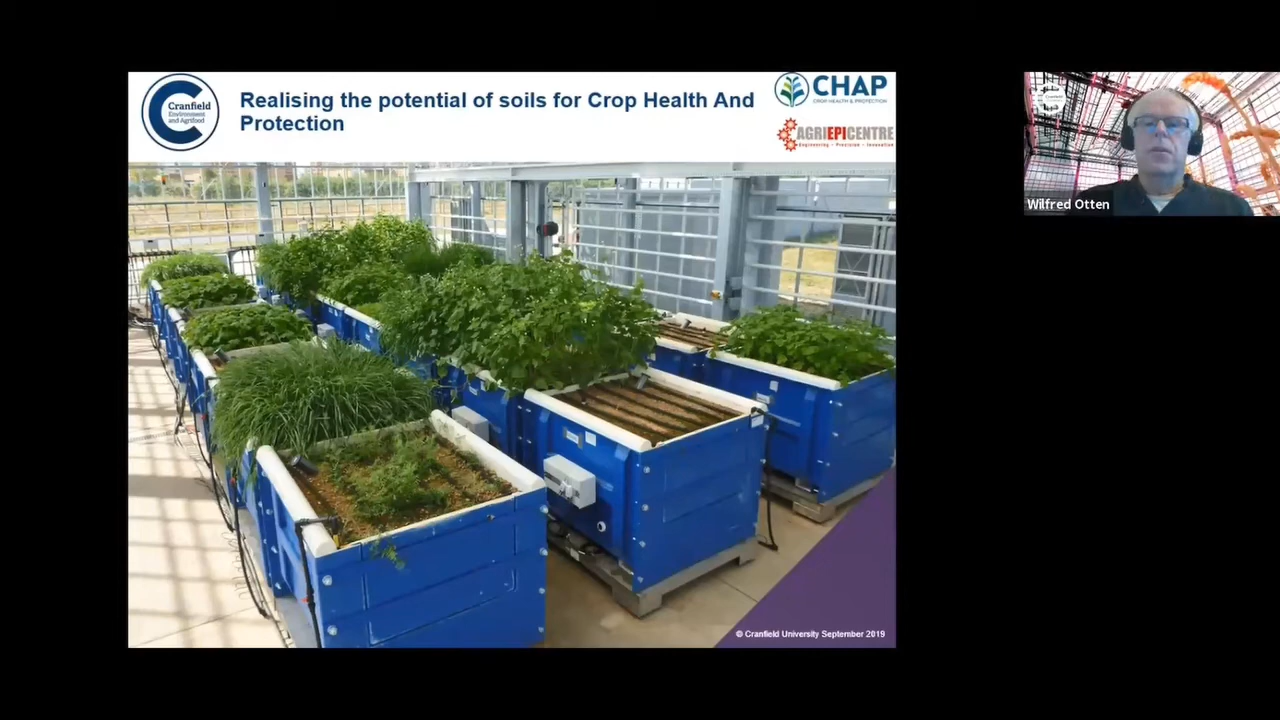 Cranfield
Environment and Agrifood
Realising the potential of soils for Crop Health And
Protection
CHAP
CROP HEALTH & PROTECTION
AGRIEPICENTRE
Engineering • Precision • Innovation
Wilfred Otten
© Cranfield University September 2019